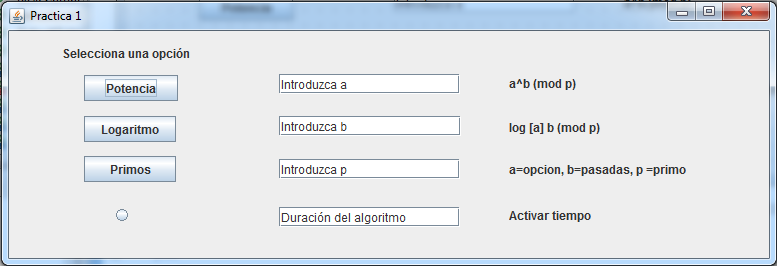 Practica 1
Selecciona una opción
Potencia Introduzca a a^b (mod p)
Logaritmo Introduzca b log [a] b (mod p)
Primos Introduzca p a=opcion, b=pasadas, p =primo
Duración del algoritmo Activar tiempo